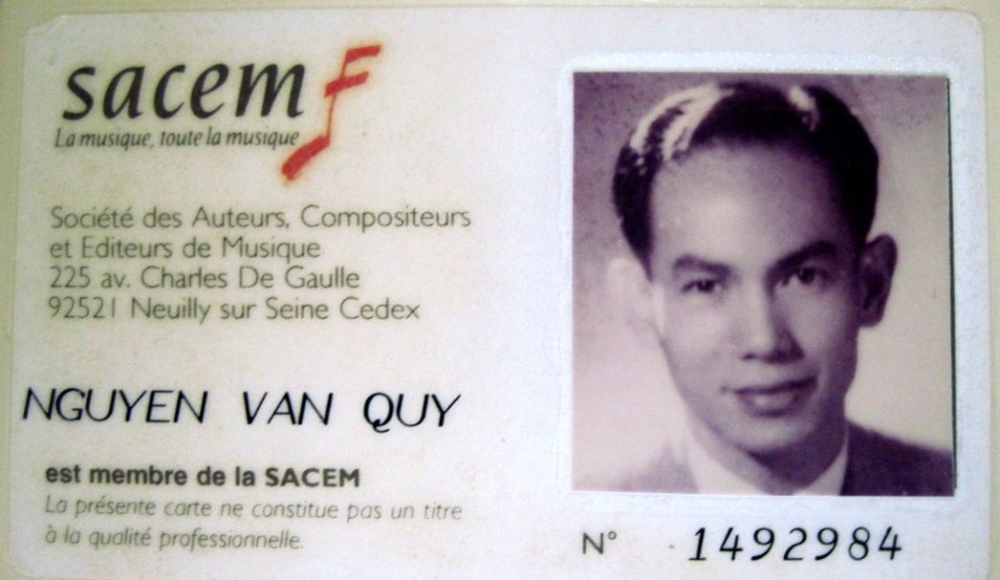 sacem
La musique, toute la musique
Société des Auteurs, Compositeurs
et Editeurs de Musique
225 av. Charles De Gaulle
92521 Neuilly sur Seine Cedex
NGUYEN VAN QUY
est membre de la SACEM
La présente carte ne constitue pas un titre
à la qualité professionnelle.
N° 1492984